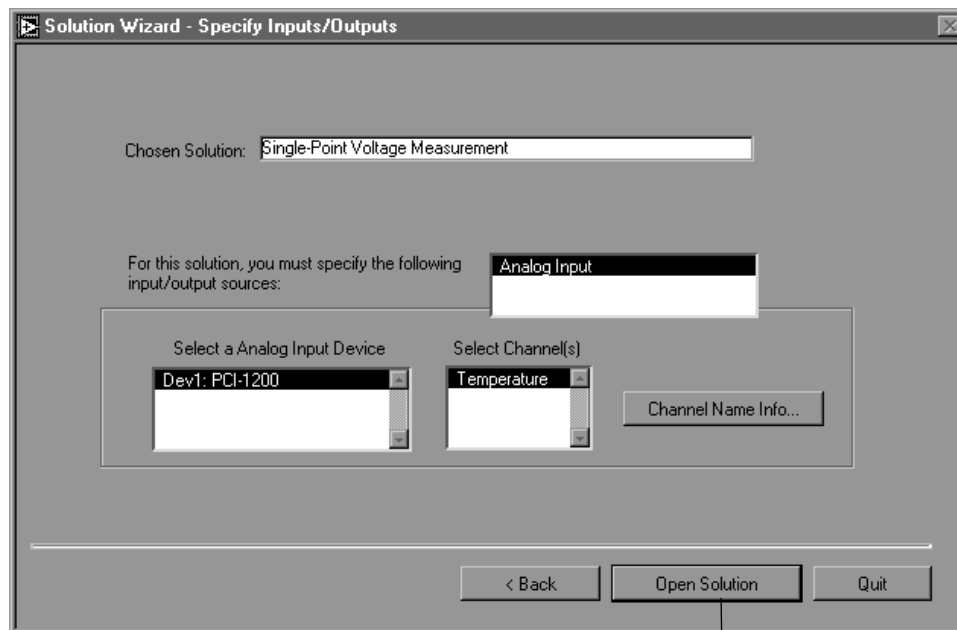 Solution Wizard - Specify Inputs/Outputs
Chosen Solution: Single-Point Voltage Measurement
For this solution, you must specify the following
input/output sources:
Analog Input
Select a Analog Input Device
Select Channel(s)
Dev1: PCI-1200
Temperature
Channel Name Info...
< Back
Open Solution
Quit